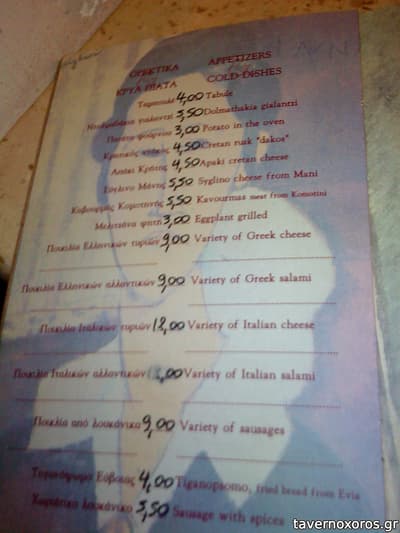 ΟΡΕΚΤΙΚΑ APPETIZERS
ΚΡΥΑ ΠΙΑΤΑ COLD-DISHES
4,00 Tabule
Ντολμαδάκια γιαλαντζί 3,50 Dolmathakia gialantzi
Πατάτα φούρνου 3,00 Potato in the oven
Κρητικός ντάκος 4,50 Cretan rusk "dakos"
Απάκι Κρήτης 4,50 Apaki cretan cheese
Σύγλινο Μάνης 5,50 Syglino cheese from Mani
Καβουρμάς Κομοτηνής 5,50 Kavourmas meat from Komotini
Μελιτζάνα ψητή 3,00 Eggplant grilled
Ποικιλία Ελληνικών τυριών 9,00 Variety of Greek cheese
Ποικιλία Ελληνικών αλλαντικών 9,00 Variety of Greek salami
Ποικιλία Ιταλικών τυριών 12,00 Variety of Italian cheese
Ποικιλία Ιταλικών αλλαντικών ,00 Variety of Italian salami
Ποικιλία από λουκάνικα 9,00 Variety of sausages
Τηγανόψωμο Εύβοιας 4,00 Tiganopsomo, fried bread from Evia
Χωριάτικο λουκάνικο 3,50 Sausage with spices
tavernoxoros.gr